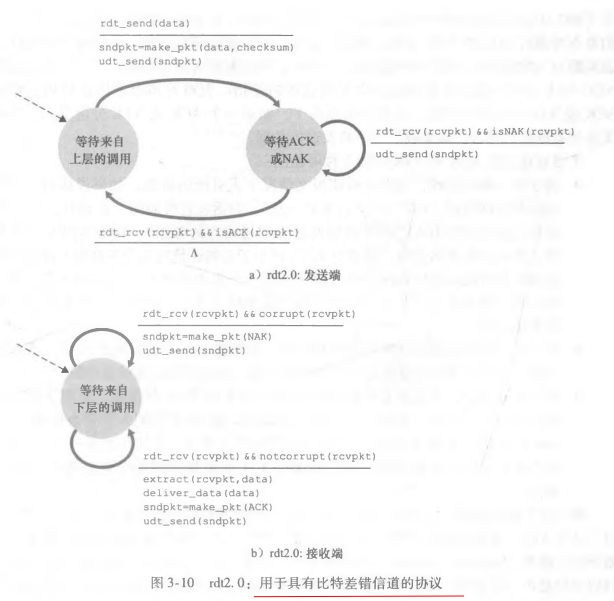 rdt_send(data)
sndpkt=make_pkt(data,checksum)
udt_send(sndpkt)
等待来自
上层的调用
等待ACK
或NAK
rdt_rcv(rcvpkt)&&isNAK(rcvpkt)
udt_send(sndpkt)
rdt_rcv(rcvpkt)&&isACK(rcvpkt)
Λ
a）rdt2.0: 发送端
rdt_rcv(rcvpkt)&&corrupt(rcvpkt)
sndpkt=make_pkt(NAK)
udt_send(sndpkt)
等待来自
下层的调用
rdt_rcv(rcvpkt)&&notcorrupt(rcvpkt)
extract(rcvpkt,data)
deliver_data(data)
sndpkt=make_pkt(ACK)
udt_send(sndpkt)
b）rdt2.0: 接收端
图 3-10 rdt2.0：用于具有比特差错信道的协议